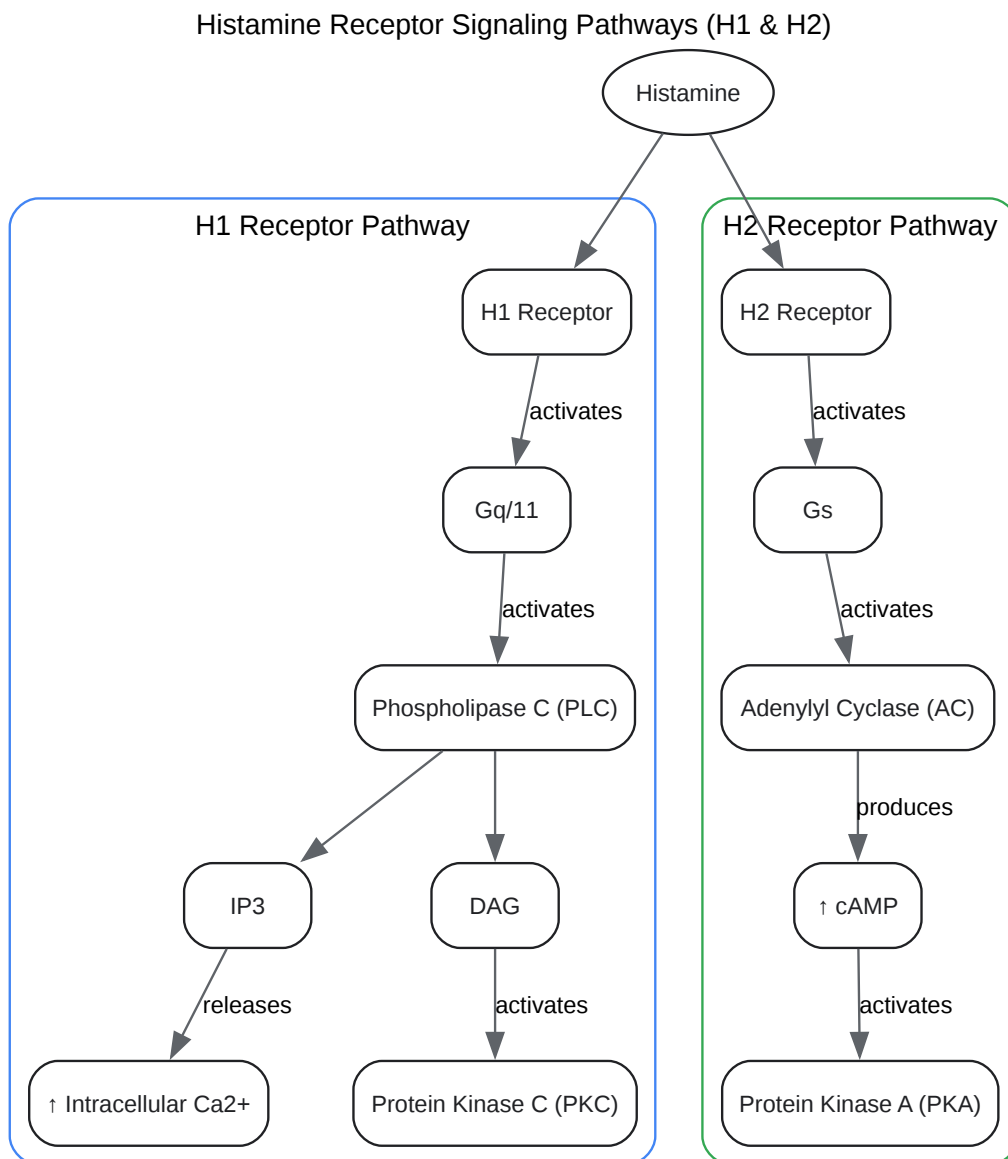 Histamine Receptor Signaling Pathways (H1 & H2)
Histamine
H1 Receptor Pathway
H2 Receptor Pathway
H1 Receptor
H2 Receptor
activates
activates
Gq/11
Gs
activates
activates
Phospholipase C (PLC)
Adenylyl Cyclase (AC)
produces
IP3
DAG
↑ cAMP
releases
activates
activates
↑ Intracellular Ca2+
Protein Kinase C (PKC)
Protein Kinase A (PKA)